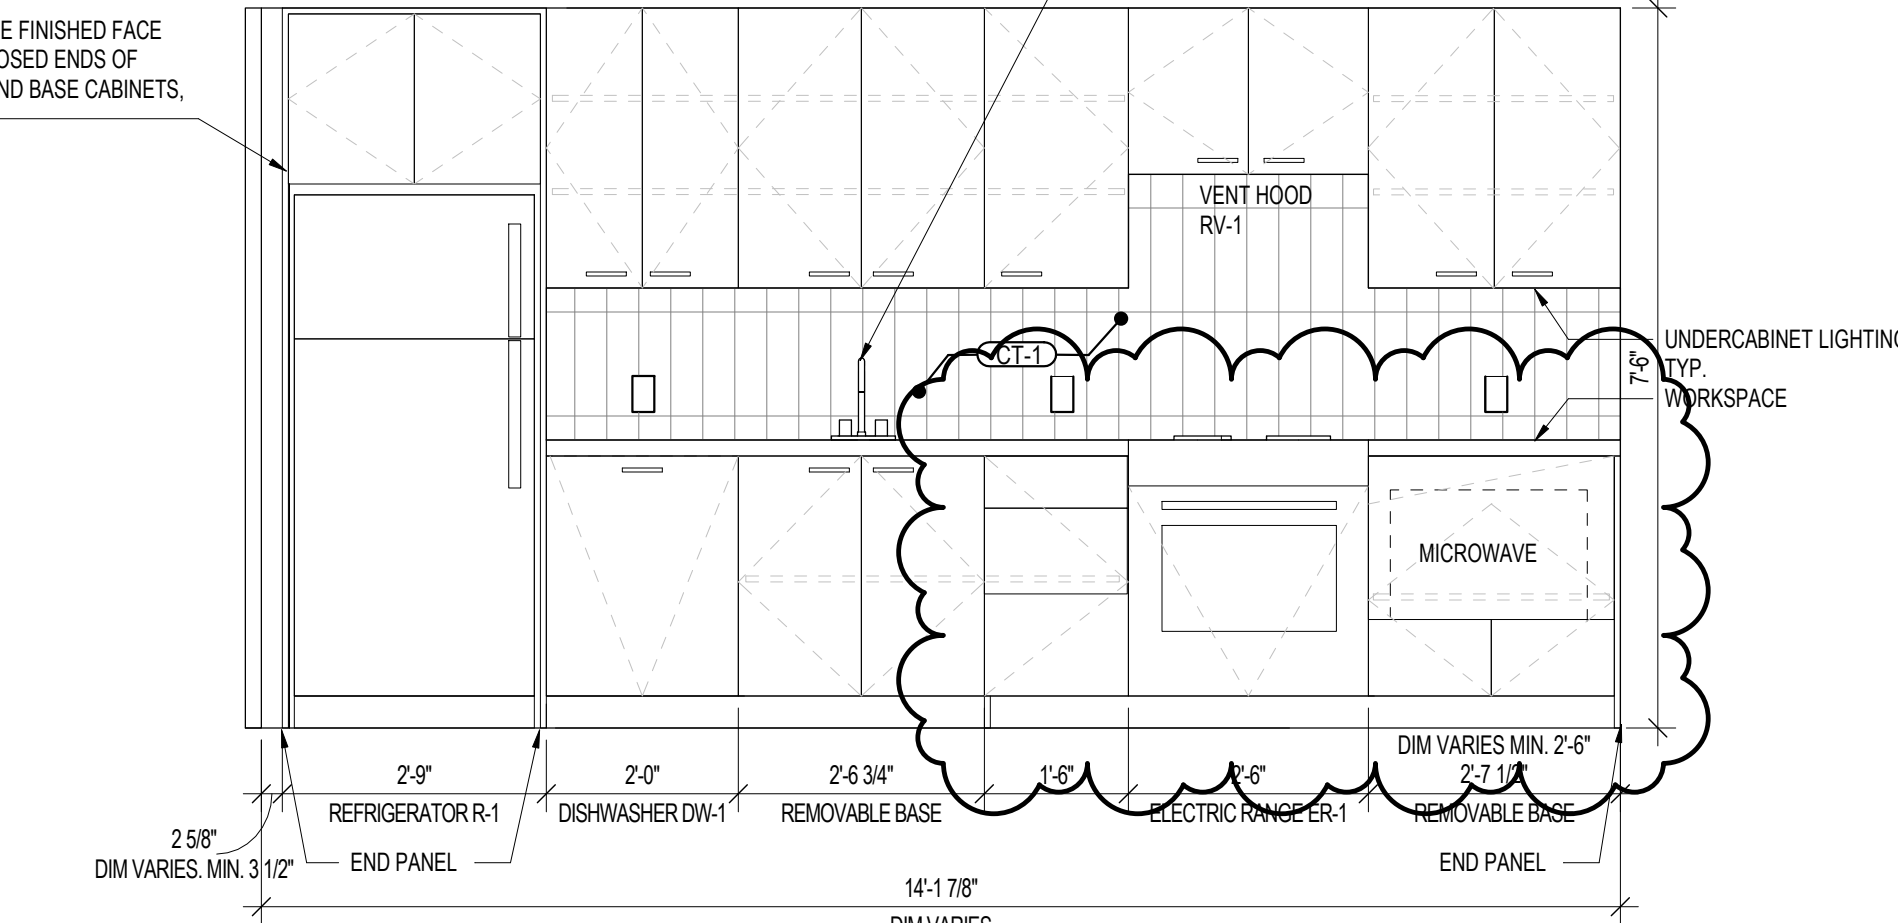 E FINISHED FACE
OSED ENDS OF
ND BASE CABINETS,
VENT HOOD
RV-1
CT-1
UNDERCABINET LIGHTING
TYP.
WORKSPACE
7'-6"
MICROWAVE
DIM VARIES MIN. 2'-6"
2'-9"
2'-0"
2'-6 3/4"
1'-6"
2'-6"
2'-7 1/2"
REFRIGERATOR R-1
DISHWASHER DW-1
REMOVABLE BASE
ELECTRIC RANGE ER-1
REMOVABLE BASE
2 5/8"
DIM VARIES. MIN. 3 1/2"
END PANEL
END PANEL
14'-1 7/8"
DIM VARIES